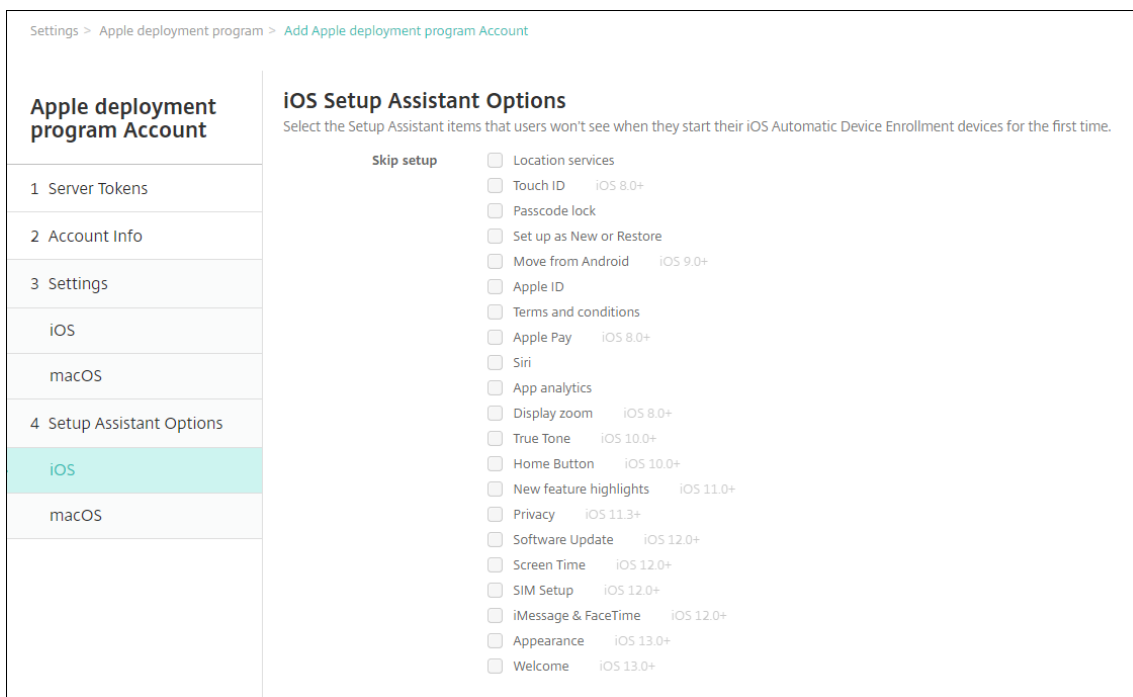 Settings > Apple deployment program > Add Apple deployment program Account
Apple deployment
program Account
1 Server Tokens
2 Account Info
3 Settings
iOS
macOS
4 Setup Assistant Options
iOS
macOS
iOS Setup Assistant Options
Select the Setup Assistant items that users won't see when they start their iOS Automatic Device Enrollment devices for the first time.
Skip setup
Location services
Touch ID iOS 8.0+
Passcode lock
Set up as New or Restore
Move from Android iOS 9.0+
Apple ID
Terms and conditions
Apple Pay iOS 8.0+
Siri
App analytics
Display zoom iOS 8.0+
True Tone iOS 10.0+
Home Button iOS 10.0+
New feature highlights iOS 11.0+
Privacy iOS 11.3+
Software Update iOS 12.0+
Screen Time iOS 12.0+
SIM Setup iOS 12.0+
iMessage & FaceTime iOS 12.0+
Appearance iOS 13.0+
Welcome iOS 13.0+